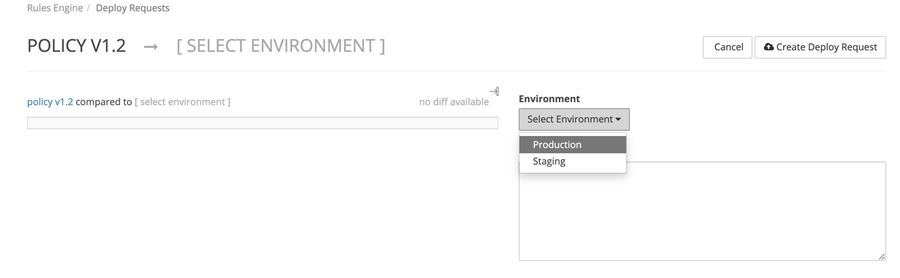 Rules Engine / Deploy Requests
POLICY V1.2 → [ SELECT ENVIRONMENT ]
Cancel
Create Deploy Request
policy v1.2 compared to [ select environment ]
no diff available
Environment
Select Environment
Production
Staging